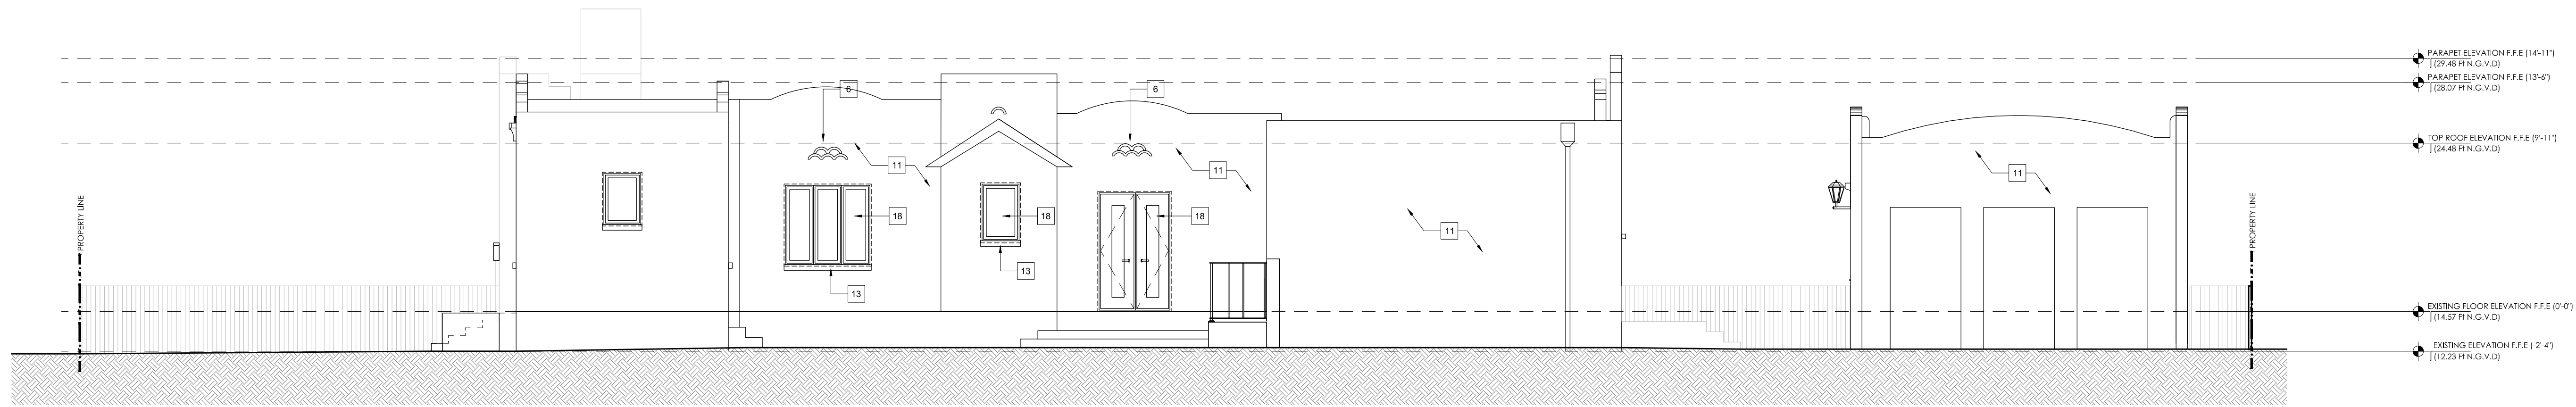 PARAPET ELEVATION F.F.E (14'-11")
(29.48 Ft N.G.V.D)
PARAPET ELEVATION F.F.E (13'-6")
(28.07 Ft N.G.V.D)
6
6
TOP ROOF ELEVATION F.F.E (9'-11")
(24.48 Ft N.G.V.D)
11
11
11
18
18
18
11
PROPERTY LINE
PROPERTY LINE
13
13
EXISTING FLOOR ELEVATION F.F.E (0'-0")
(14.57 Ft N.G.V.D)
EXISTING ELEVATION F.F.E (-2'-4")
(12.23 Ft N.G.V.D)